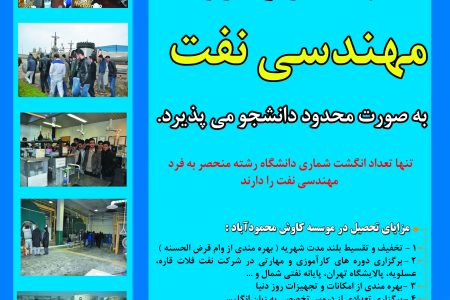 مهندسی نفت
به صورت محدود دانشجو می پذیرد.
تنها تعداد انگشت شماری دانشگاه رشته منحصر به فرد
مهندسی نفت را دارند
مزایای تحصیل در موسسه کاوش محمودآباد :
۱ - تخفیف و تقسیط بلند مدت شهریه ( بهره مندی از وام قرض الحسنه )
۲ - برگزاری دوره های کارآموزی و مهارتی در شرکت نفت فلات قاره،
عسلویه، پالایشگاه تهران، پایانه نفتی شمال و ...
۳ -بهره مندی از امکانات و تجهیزات روز دنیا